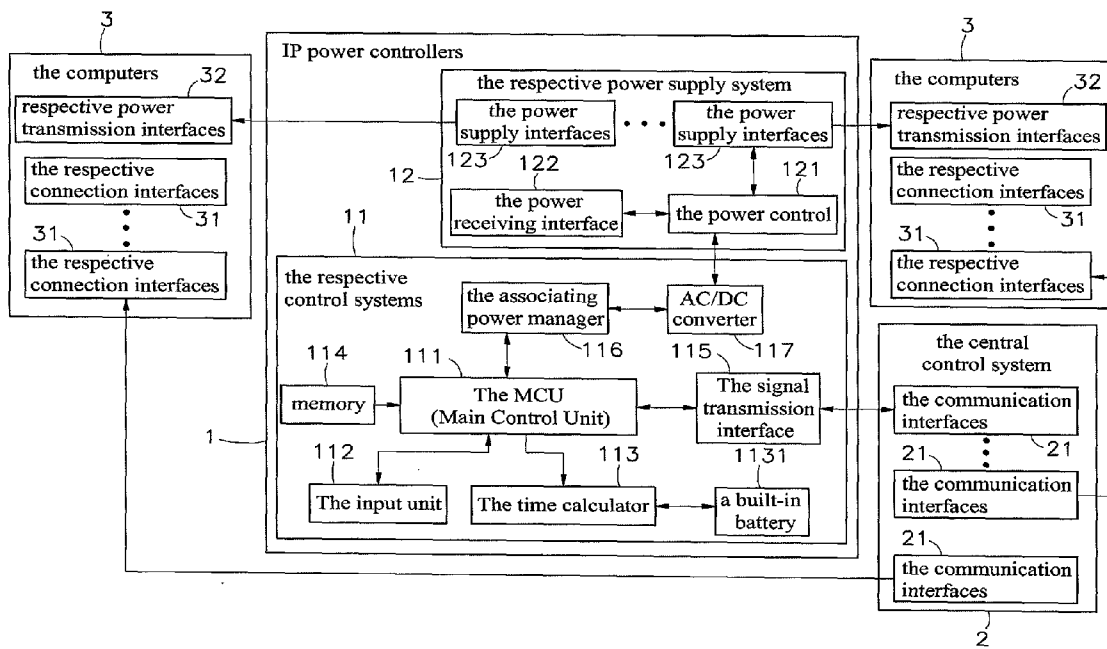 3
the computers
32
respective power
transmission interfaces
the respective
connection interfaces
31
31
the respective
connection interfaces
IP power controllers
the respective power supply system
the power
supply interfaces
123
the power
supply interfaces
123
12
122
the power
receiving interface
121
the power control
11
the respective
control systems
the associating
power manager
116
AC/DC
converter
117
114
memory
111
The MCU
(Main Control Unit)
115
The signal
transmission
interface
1
112
The input unit
113
The time calculator
1131
a built-in
battery
3
the computers
32
respective power
transmission interfaces
the respective
connection interfaces
31
31
the respective
connection interfaces
the central
control system
the communication
interfaces
21
21
the communication
interfaces
21
the communication
interfaces
2